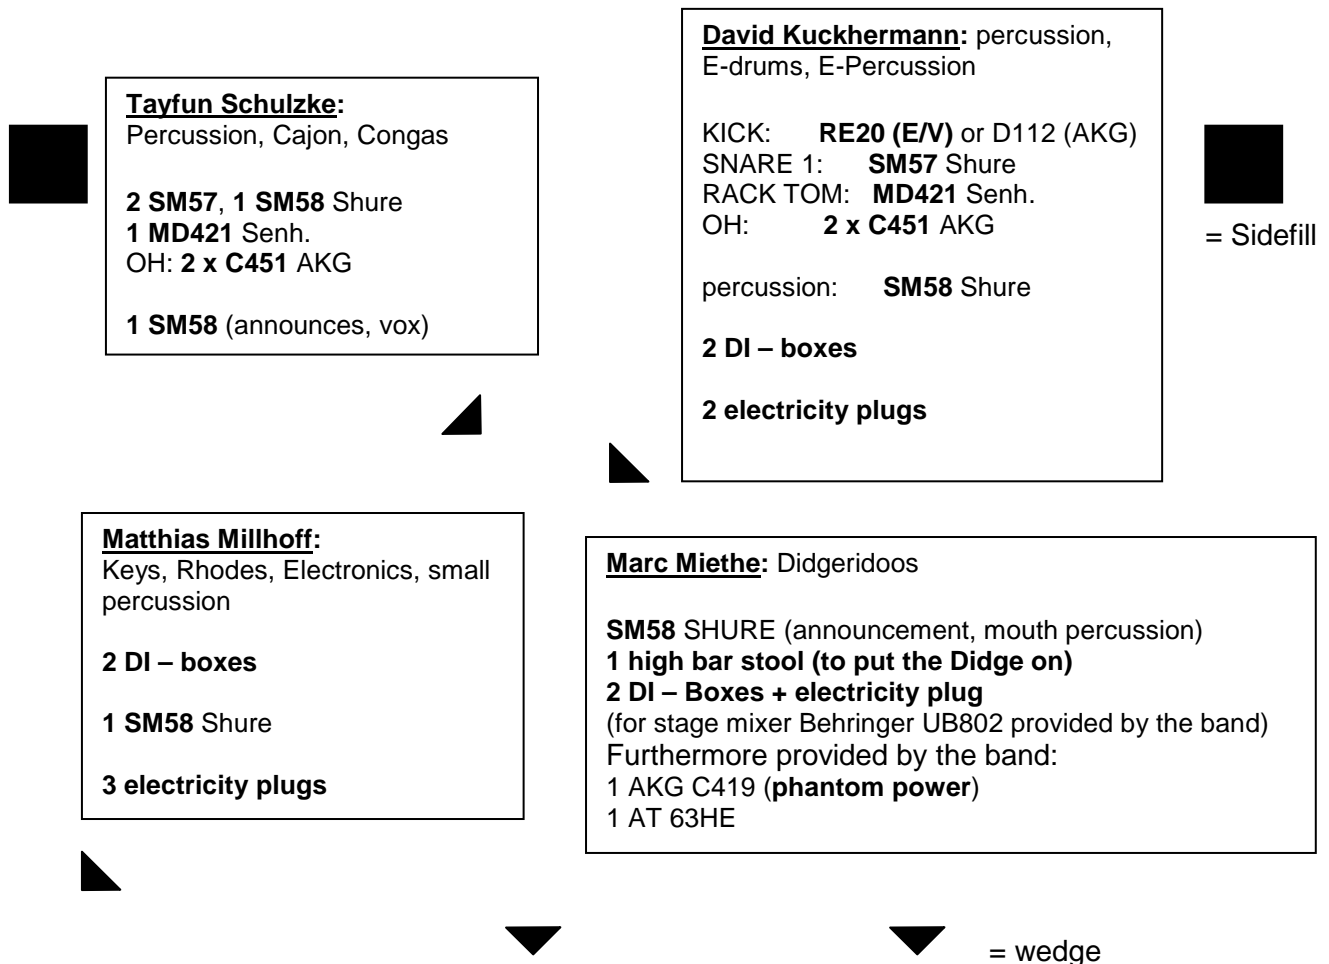 Tayfun Schulzke:
Percussion, Cajon, Congas
2 SM57, 1 SM58 Shure
1 MD421 Senh.
OH: 2 x C451 AKG
1 SM58 (announces, vox)
David Kuckhermann: percussion,
E-drums, E-Percussion
KICK: RE20 (E/V) or D112 (AKG)
SNARE 1: SM57 Shure
RACK TOM: MD421 Senh.
OH: 2 x C451 AKG
percussion: SM58 Shure
2 DI – boxes
2 electricity plugs
= Sidefill
Matthias Millhoff:
Keys, Rhodes, Electronics, small
percussion
2 DI – boxes
1 SM58 Shure
3 electricity plugs
Marc Miethe: Didgeridoos
SM58 SHURE (announcement, mouth percussion)
1 high bar stool (to put the Didge on)
2 DI – Boxes + electricity plug
(for stage mixer Behringer UB802 provided by the band)
Furthermore provided by the band:
1 AKG C419 (phantom power)
1 AT 63HE
= wedge